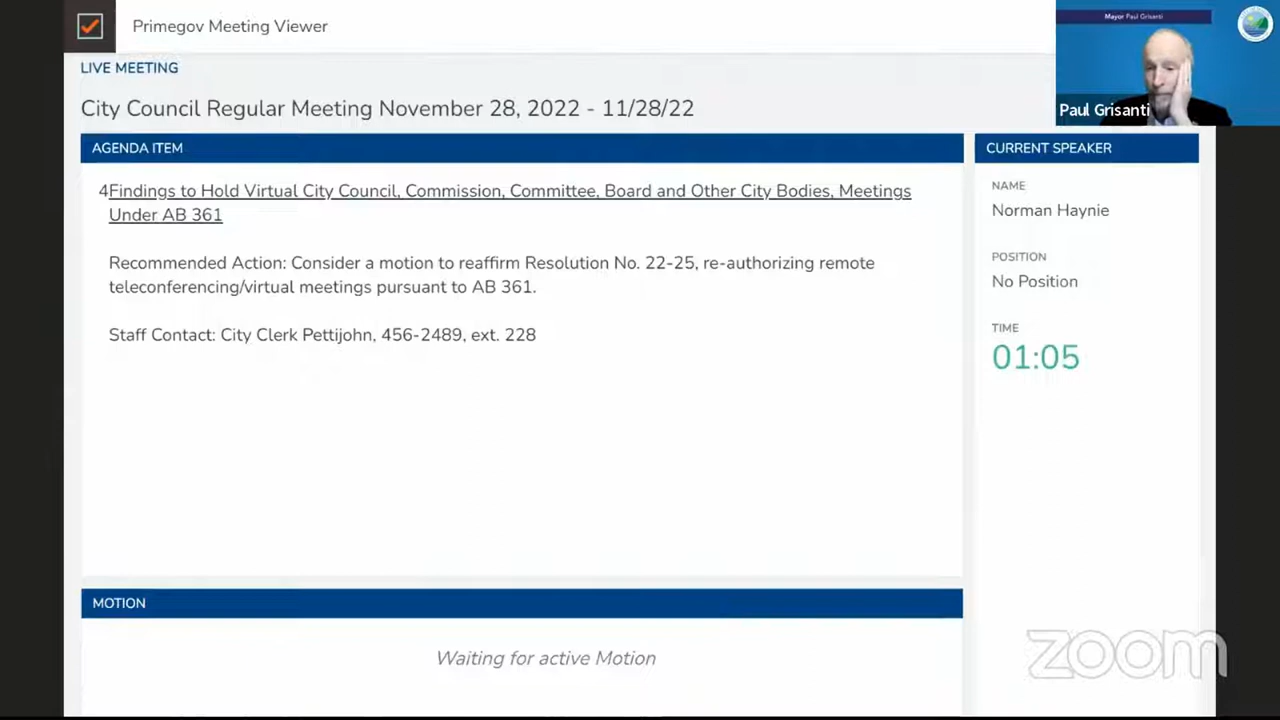 Primegov Meeting Viewer
Mayor Paul Grisanti
LIVE MEETING
City Council Regular Meeting November 28, 2022 - 11/28/22
Paul Grisanti
AGENDA ITEM
4Findings to Hold Virtual City Council, Commission, Committee, Board and Other City Bodies, Meetings
Under AB 361
Recommended Action: Consider a motion to reaffirm Resolution No. 22-25, re-authorizing remote
teleconferencing/virtual meetings pursuant to AB 361.
Staff Contact: City Clerk Pettijohn, 456-2489, ext. 228
CURRENT SPEAKER
NAME
Norman Haynie
POSITION
No Position
TIME
01:05
MOTION
Waiting for active Motion
zoom